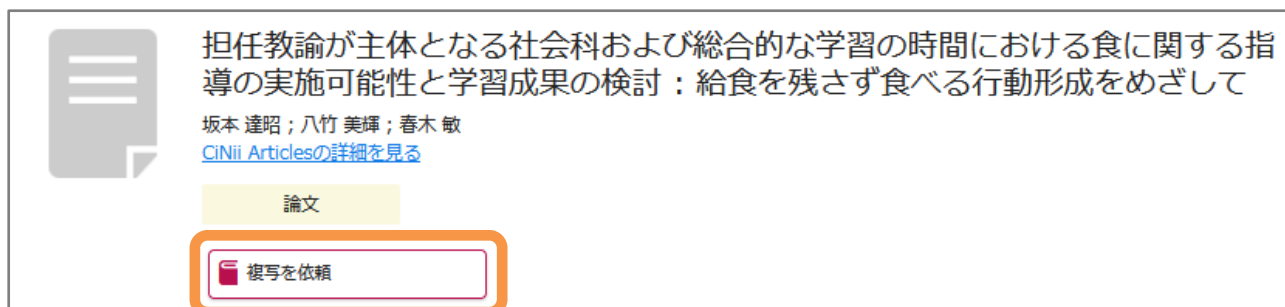 担任教諭が主体となる社会科および総合的な学習の時間における食に関する指
導の実施可能性と学習成果の検討：給食を残さず食べる行動形成をめざして
坂本 達昭；八竹 美輝；春木 敏
CiNii Articlesの詳細を見る
論文
複写を依頼